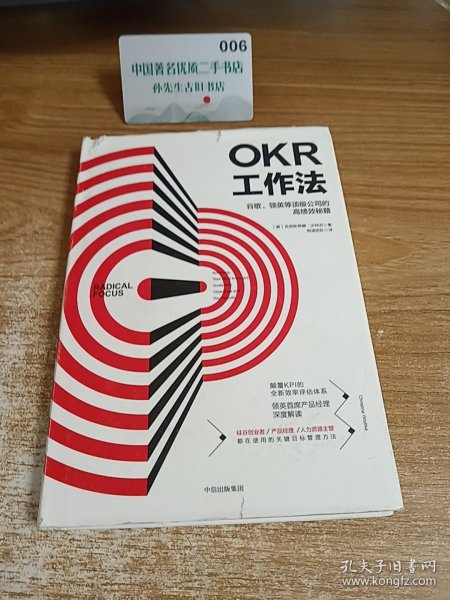 006
中国著名优质二手书店
孙先生古旧书店
OKR
工作法
谷歌、领英等顶级公司的
高绩效秘籍
RADICAL
FOCUS
颠覆KPI的
全新效率评估体系
领英首席产品经理
深度解读
硅谷创业者 / 产品经理 / 人力资源主管
都在使用的关键目标管理方法
Christina Wodtke
中信出版集团
孔夫子旧书网
www.kongfz.com